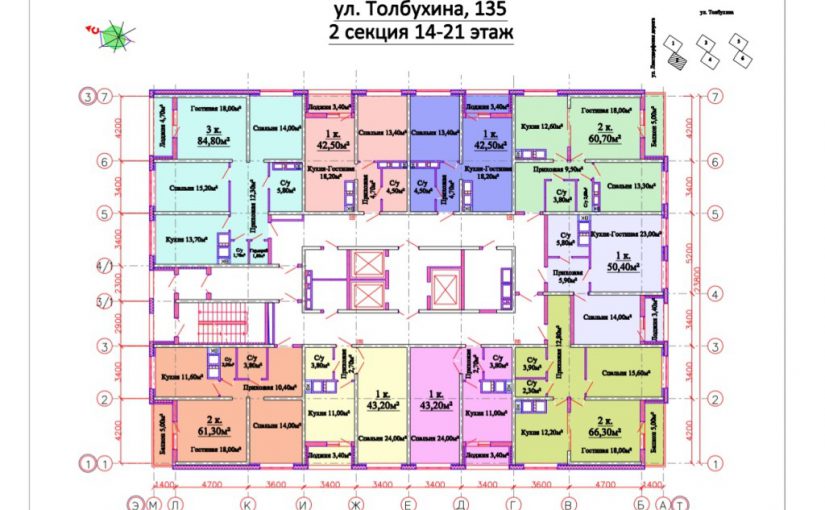 ул. Толбухина, 135
2 секция 14-21 этаж
ул. Толбухина
1 3 5
4 6
3 7 7
Лоджия 4,70м²
Гостиная 18,00м²
3 к.
84,80м²
Спальня 14,00м²
Лоджия 3,40м²
1 к.
42,50м²
Спальня 13,40м²
Спальня 13,40м²
Лоджия 3,40м²
1 к.
42,50м²
Кухня 12,60м²
Гостиная 18,00м²
2 к.
60,70м²
Балкон 5,00м²
4200 4200
6 6
Спальня 15,20м²
Прихожая 12,50м²
С/у
5,80м²
Кухня-Гостиная
18,20м²
Прихожая
4,70м²
С/у
4,50м²
С/у
4,50м²
Прихожая
4,70м²
Кухня-Гостиная
18,20м²
Прихожая 9,50м²
С/у
3,80м²
Спальня 13,30м²
3400 3400
5 5
Кухня 13,70м²
С/у
1,70м²
С/у
5,80м²
Кухня-Гостиная 23,00м²
1 к.
50,40м²
Прихожая
5,90м²
3400 5200
4/1
2300 23800
3/1 4
Спальня 14,00м²
Лоджия 3,40м²
2900 3400
3 3
Кухня 11,60м²
С/у
3,80м²
Прихожая 10,40м²
С/у
3,80м²
Прихожая
2,70м²
Прихожая
2,70м²
С/у
3,80м²
Прихожая 12,80м²
С/у
3,90м²
С/у
2,30м²
Спальня 15,60м²
3400 3400
2 2
Балкон 5,00м²
2 к.
61,30м²
Гостиная 18,00м²
Спальня 14,00м²
Кухня 11,00м²
Лоджия 3,40м²
1 к.
43,20м²
Спальня 24,00м²
1 к.
43,20м²
Спальня 24,00м²
Кухня 11,00м²
Лоджия 3,40м²
Кухня 12,20м²
2 к.
66,30м²
Гостиная 18,00м²
Балкон 5,00м²
4200 4200
1 1 1
1400 4700 3600 3400 3400 3400 3400 3600 4700 1400
Э М Л К И Ж Е Д Г В Б А Т